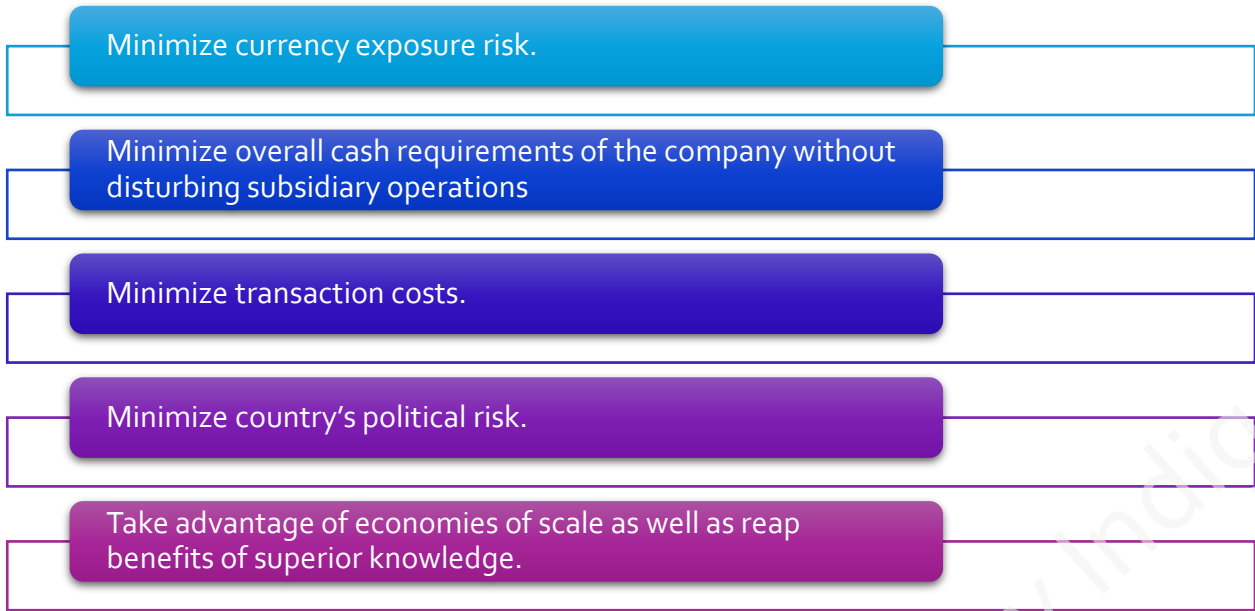 Minimize currency exposure risk.
Minimize overall cash requirements of the company without
disturbing subsidiary operations
Minimize transaction costs.
Minimize country’s political risk.
Take advantage of economies of scale as well as reap
benefits of superior knowledge.